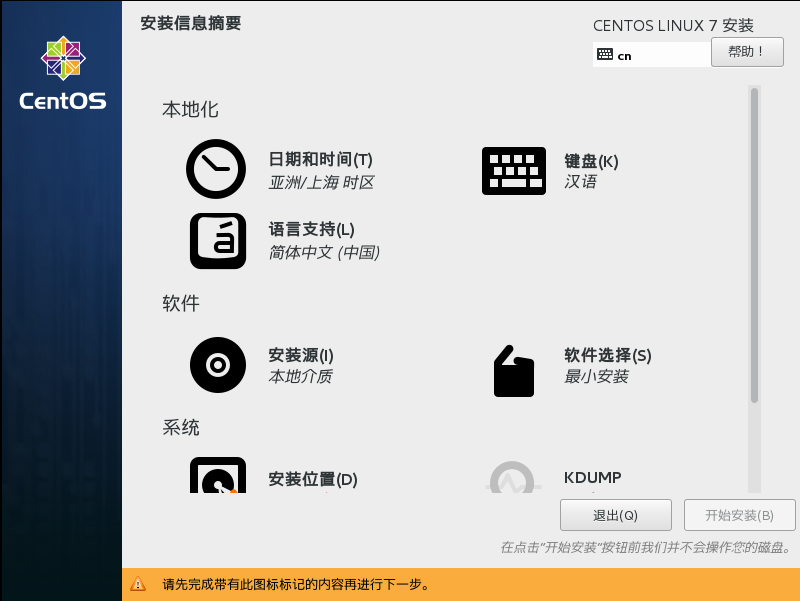 安装信息摘要
CENTOS LINUX 7 安装
cn
帮助！
CentOS
本地化
日期和时间(T)
亚洲/上海 时区
键盘(K)
汉语
语言支持(L)
简体中文 (中国)
软件
安装源(I)
本地介质
软件选择(S)
最小安装
系统
安装位置(D)
KDUMP
退出(Q)
开始安装(B)
在点击“开始安装”按钮前我们并不会操作您的磁盘。
请先完成带有此图标标记的内容再进行下一步。